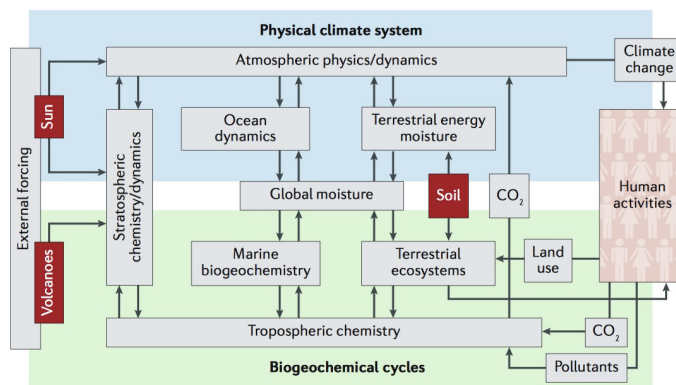 Physical climate system
Atmospheric physics/dynamics
Climate
change
Sun
External forcing
Stratospheric
chemistry/dynamics
Ocean
dynamics
Terrestrial energy
moisture
Global moisture
Soil
CO₂
Human
activities
Volcanoes
Marine
biogeochemistry
Terrestrial
ecosystems
Land
use
Tropospheric chemistry
CO₂
Pollutants
Biogeochemical cycles